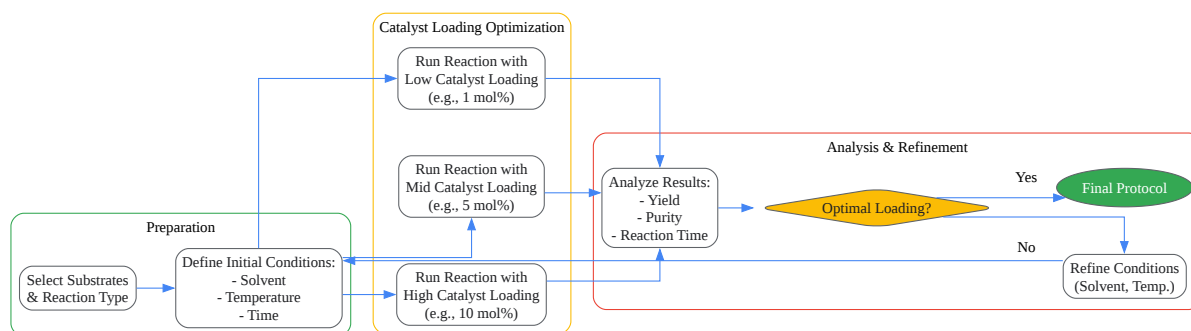 Catalyst Loading Optimization
Run Reaction with
Low Catalyst Loading
(e.g., 1 mol%)
Analysis & Refinement
Run Reaction with
Mid Catalyst Loading
(e.g., 5 mol%)
Analyze Results:
- Yield
- Purity
- Reaction Time
Optimal Loading?
Yes
Final Protocol
Preparation
Select Substrates
& Reaction Type
Define Initial Conditions:
- Solvent
- Temperature
- Time
Run Reaction with
High Catalyst Loading
(e.g., 10 mol%)
No
Refine Conditions
(Solvent, Temp.)